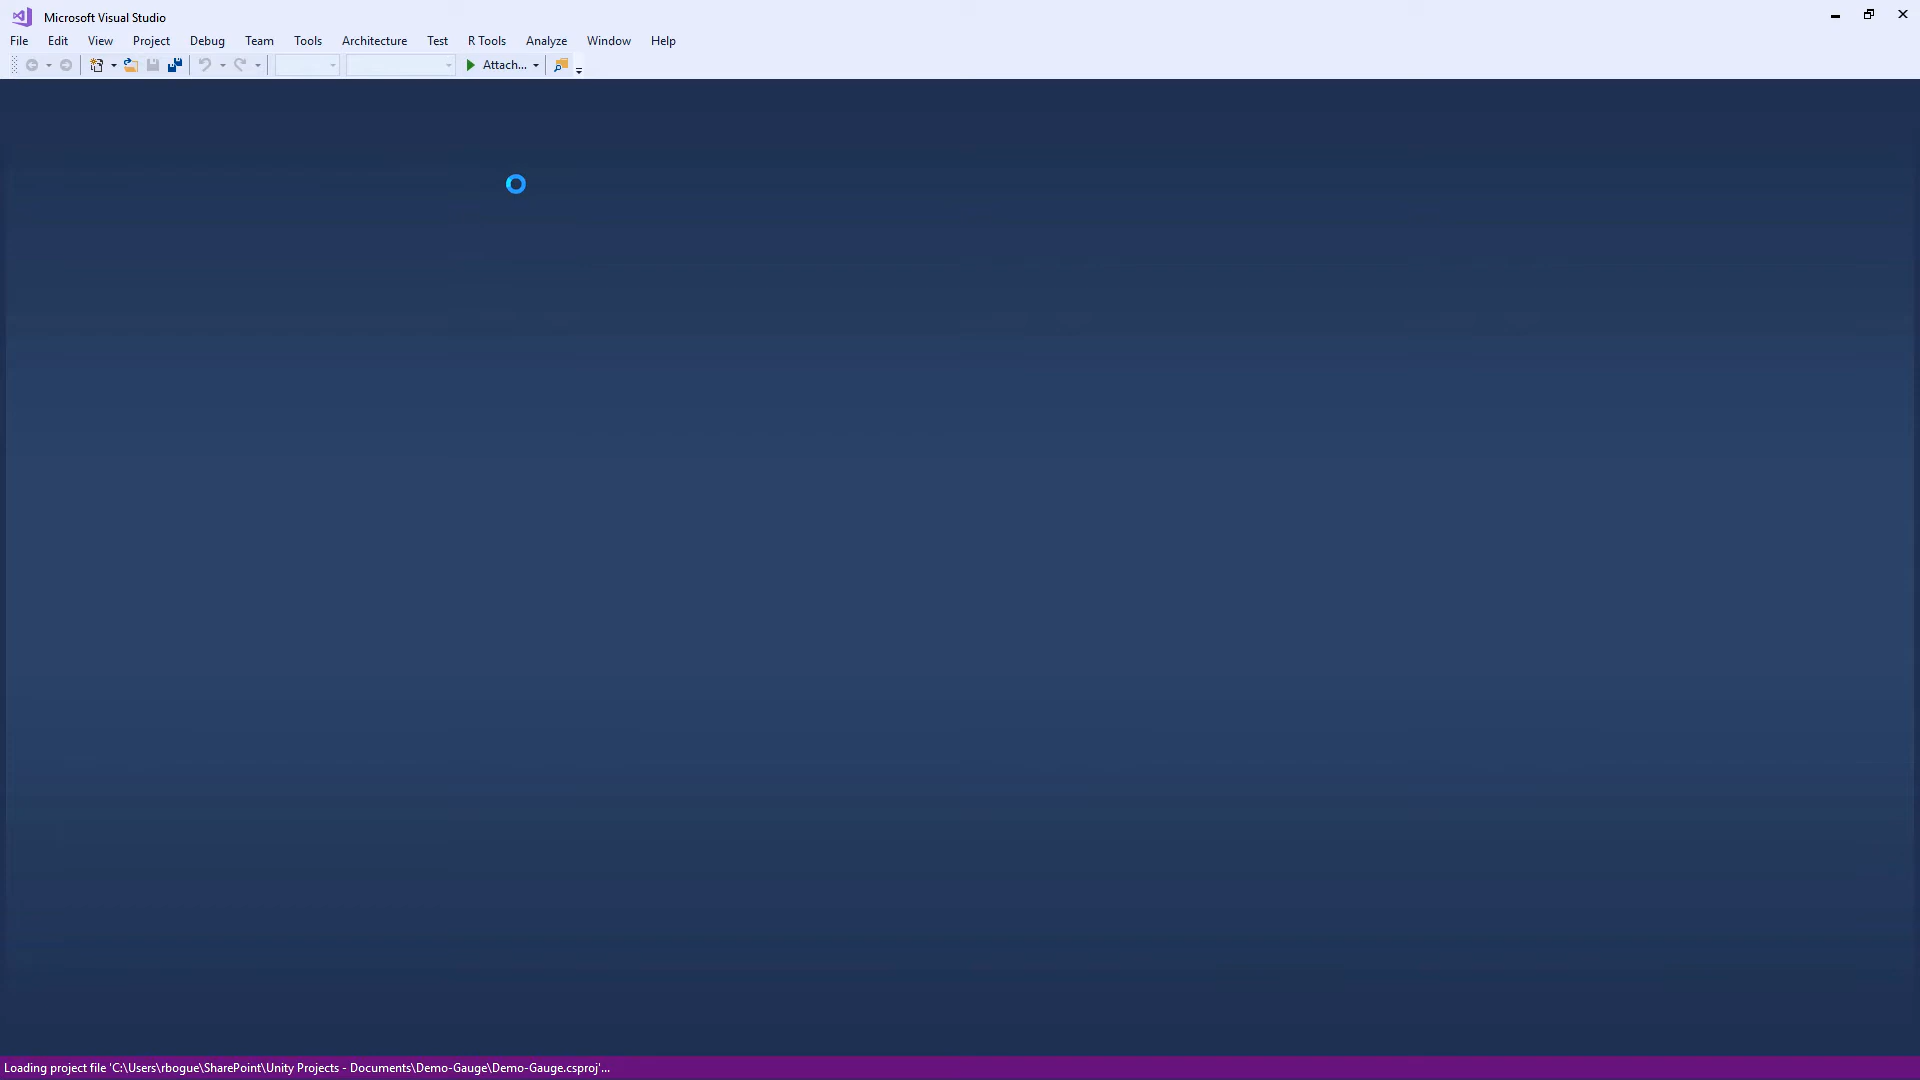 Microsoft Visual Studio
File Edit View Project Debug Team Tools Architecture Test R Tools Analyze Window Help
Attach...
Loading project file 'C:\Users\rbogue\SharePoint\Unity Projects - Documents\Demo-Gauge\Demo-Gauge.csproj'...